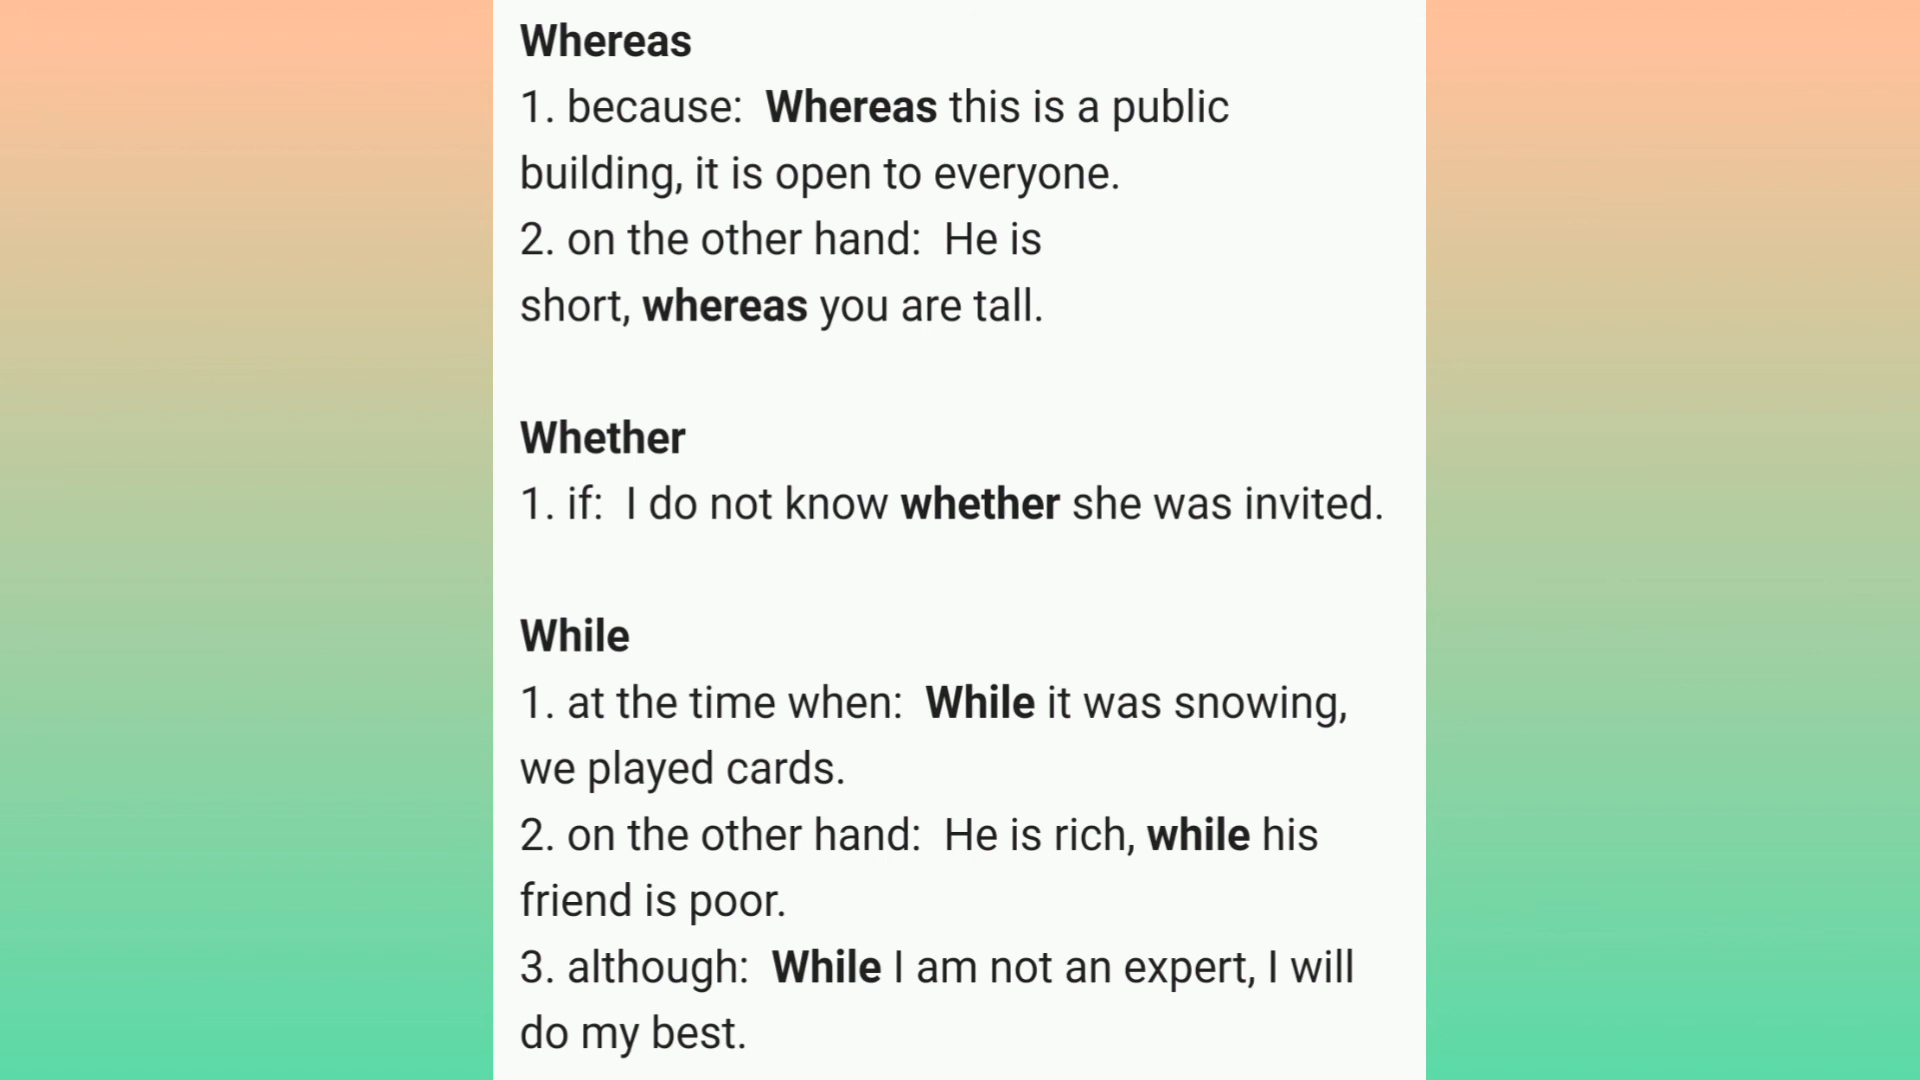 Whereas
1. because:  Whereas this is a public
building, it is open to everyone.
2. on the other hand:  He is
short, whereas you are tall.
Whether
1. if:  I do not know whether she was invited.
While
1. at the time when:  While it was snowing,
we played cards.
2. on the other hand:  He is rich, while his
friend is poor.
3. although:  While I am not an expert, I will
do my best.